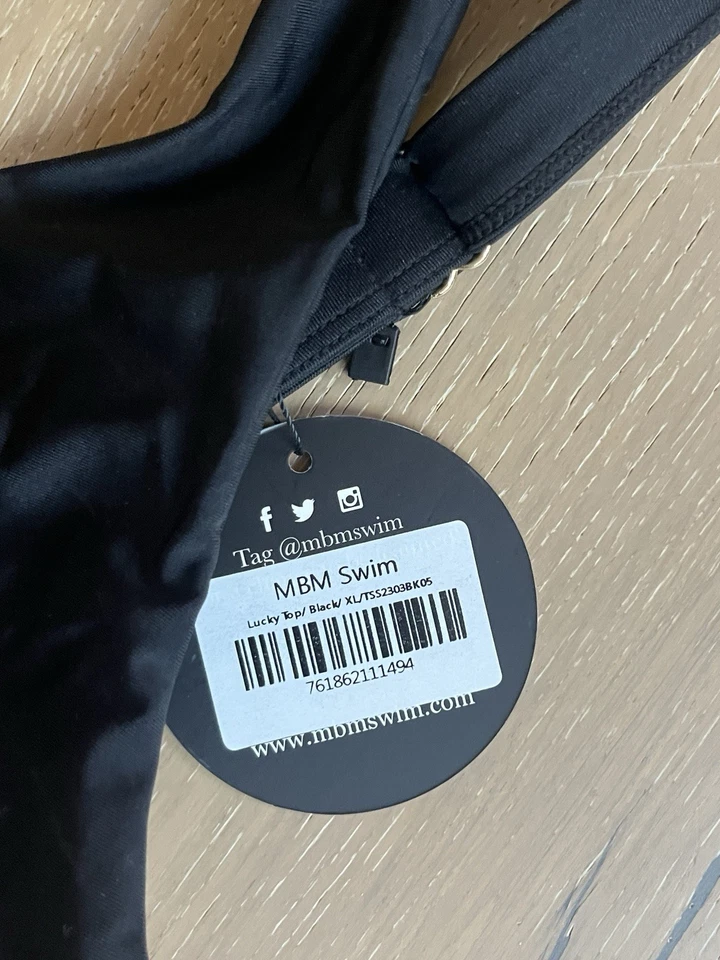 Tag @mbmswim
MBM Swim
Lucky Top/ Black/ XL/TSS2303BK05
761862111494
www.mbmswim.com